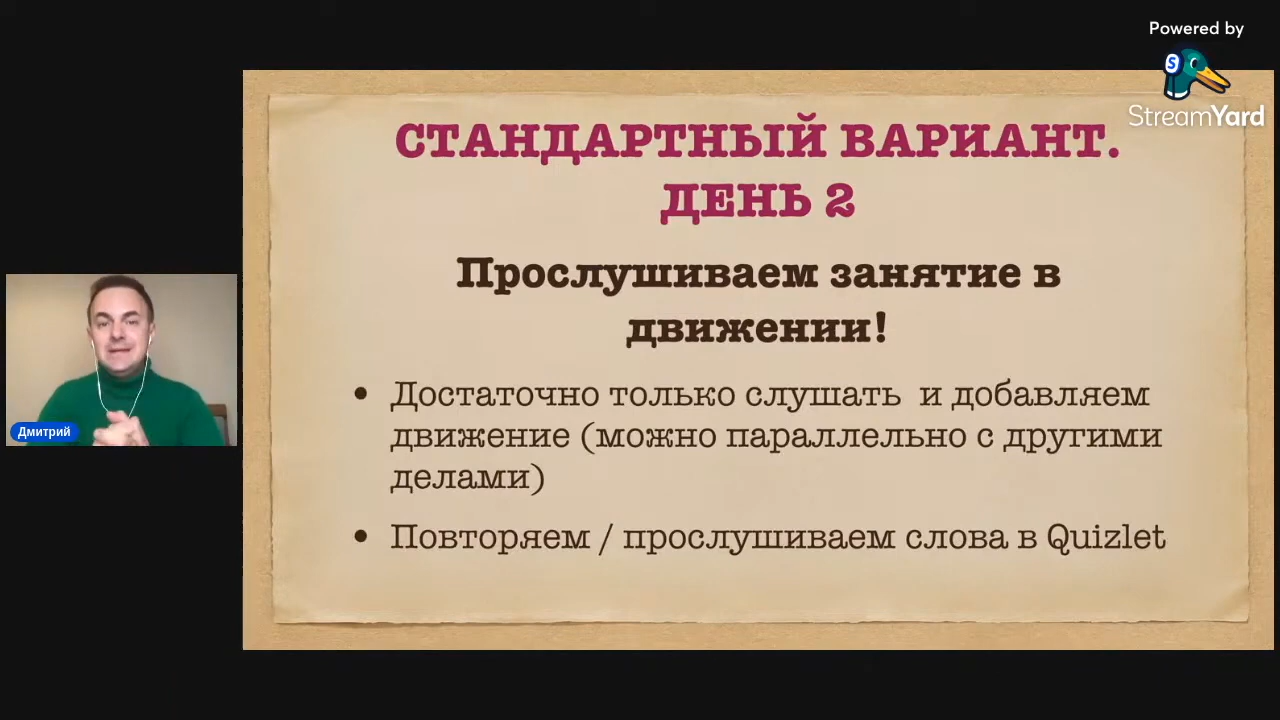 Powered by
S
StreamYard
СТАНДАРТНЫЙ ВАРИАНТ.
ДЕНЬ 2
Прослушиваем занятие в
движении!
• Достаточно только слушать и добавляем
движение (можно параллельно с другими
делами)
• Повторяем / прослушиваем слова в Quizlet
Дмитрий